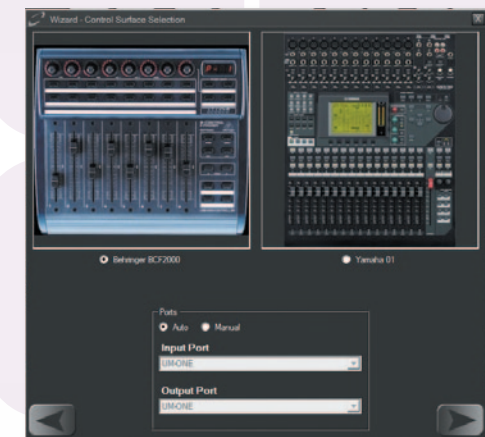 Wizard - Control Surface Selection
X
YAMAHA
Behringer BCF2000
Yamaha 01
Ports
Auto
Manual
Input Port
UM-ONE
Output Port
UM-ONE